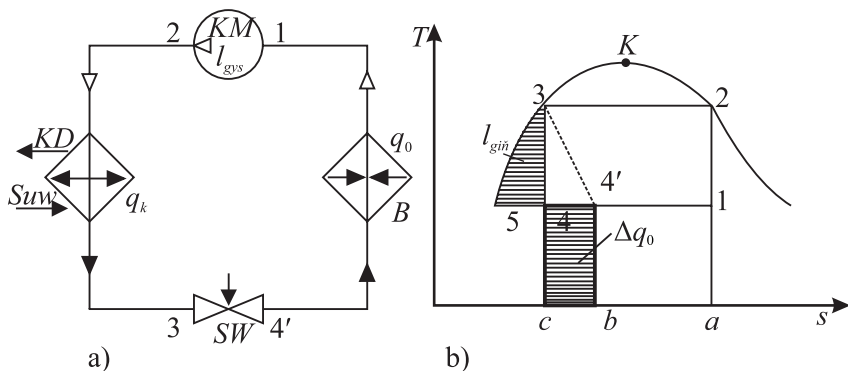 2 KM 1
l_gys
KD
Suw
q_k
q_0
B
3 SW 4′
a)
T
K
3 2
l_giň
4′
5 4 1
Δq_0
c b a s
b)